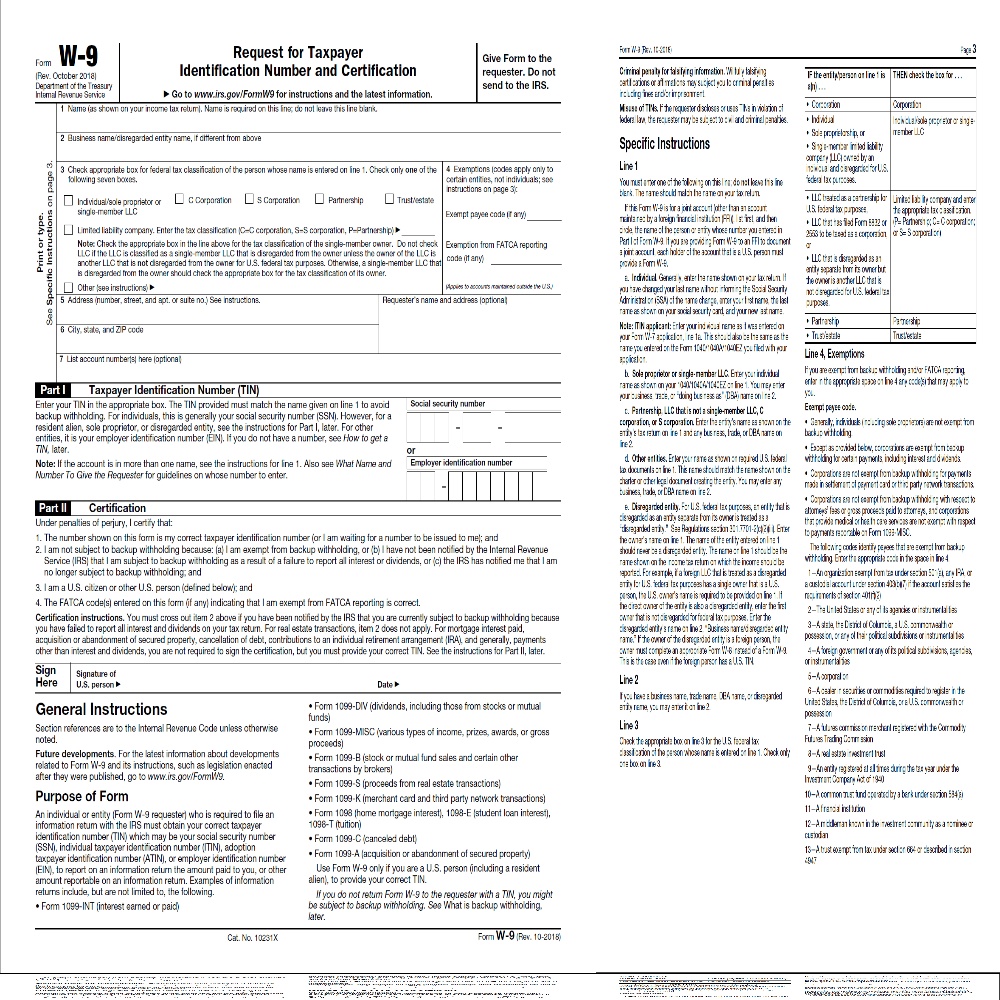 Form W-9
(Rev. October 2018)
Department of the Treasury
Internal Revenue Service
Request for Taxpayer
Identification Number and Certification
▶ Go to www.irs.gov/FormW9 for instructions and the latest information.
Give Form to the
requester. Do not
send to the IRS.
Print or type.
See Specific Instructions on page 3.
1 Name (as shown on your income tax return). Name is required on this line; do not leave this line blank.
2 Business name/disregarded entity name, if different from above
3 Check appropriate box for federal tax classification of the person whose name is entered on line 1. Check only one of the
following seven boxes.
Individual/sole proprietor or
single-member LLC
C Corporation
S Corporation
Partnership
Trust/estate
Limited liability company. Enter the tax classification (C=C corporation, S=S corporation, P=Partnership) ▶
Note: Check the appropriate box in the line above for the tax classification of the single-member owner. Do not check
LLC if the LLC is classified as a single-member LLC that is disregarded from the owner unless the owner of the LLC is
another LLC that is not disregarded from the owner for U.S. federal tax purposes. Otherwise, a single-member LLC that
is disregarded from the owner should check the appropriate box for the tax classification of its owner.
Other (see instructions) ▶
4 Exemptions (codes apply only to
certain entities, not individuals; see
instructions on page 3):
Exempt payee code (if any)
Exemption from FATCA reporting
code (if any)
(Applies to accounts maintained outside the U.S.)
5 Address (number, street, and apt. or suite no.) See instructions.
Requester's name and address (optional)
6 City, state, and ZIP code
7 List account number(s) here (optional)
Part I Taxpayer Identification Number (TIN)
Enter your TIN in the appropriate box. The TIN provided must match the name given on line 1 to avoid
backup withholding. For individuals, this is generally your social security number (SSN). However, for a
resident alien, sole proprietor, or disregarded entity, see the instructions for Part I, later. For other
entities, it is your employer identification number (EIN). If you do not have a number, see How to get a
TIN, later.
Note: If the account is in more than one name, see the instructions for line 1. Also see What Name and
Number To Give the Requester for guidelines on whose number to enter.
Social security number
– –
or
Employer identification number
–
Part II Certification
Under penalties of perjury, I certify that:
1. The number shown on this form is my correct taxpayer identification number (or I am waiting for a number to be issued to me); and
2. I am not subject to backup withholding because: (a) I am exempt from backup withholding, or (b) I have not been notified by the Internal Revenue
Service (IRS) that I am subject to backup withholding as a result of a failure to report all interest or dividends, or (c) the IRS has notified me that I am
no longer subject to backup withholding; and
3. I am a U.S. citizen or other U.S. person (defined below); and
4. The FATCA code(s) entered on this form (if any) indicating that I am exempt from FATCA reporting is correct.
Certification instructions. You must cross out item 2 above if you have been notified by the IRS that you are currently subject to backup withholding because
you have failed to report all interest and dividends on your tax return. For real estate transactions, item 2 does not apply. For mortgage interest paid,
acquisition or abandonment of secured property, cancellation of debt, contributions to an individual retirement arrangement (IRA), and generally, payments
other than interest and dividends, you are not required to sign the certification, but you must provide your correct TIN. See the instructions for Part II, later.
Sign
Here
Signature of
U.S. person ▶
Date ▶
General Instructions
Section references are to the Internal Revenue Code unless otherwise
noted.
Future developments. For the latest information about developments
related to Form W-9 and its instructions, such as legislation enacted
after they were published, go to www.irs.gov/FormW9.
Purpose of Form
An individual or entity (Form W-9 requester) who is required to file an
information return with the IRS must obtain your correct taxpayer
identification number (TIN) which may be your social security number
(SSN), individual taxpayer identification number (ITIN), adoption
taxpayer identification number (ATIN), or employer identification number
(EIN), to report on an information return the amount paid to you, or other
amount reportable on an information return. Examples of information
returns include, but are not limited to, the following.
• Form 1099-INT (interest earned or paid)
• Form 1099-DIV (dividends, including those from stocks or mutual
funds)
• Form 1099-MISC (various types of income, prizes, awards, or gross
proceeds)
• Form 1099-B (stock or mutual fund sales and certain other
transactions by brokers)
• Form 1099-S (proceeds from real estate transactions)
• Form 1099-K (merchant card and third party network transactions)
• Form 1098 (home mortgage interest), 1098-E (student loan interest),
1098-T (tuition)
• Form 1099-C (canceled debt)
• Form 1099-A (acquisition or abandonment of secured property)
Use Form W-9 only if you are a U.S. person (including a resident
alien), to provide your correct TIN.
If you do not return Form W-9 to the requester with a TIN, you might
be subject to backup withholding. See What is backup withholding,
later.
Cat. No. 10231X
Form W-9 (Rev. 10-2018)
Form W-9 (Rev. 10-2018)
Page 3
Criminal penalty for falsifying information. Willfully falsifying
certifications or affirmations may subject you to criminal penalties
including fines and/or imprisonment.
Misuse of TINs. If the requester discloses or uses TINs in violation of
federal law, the requester may be subject to civil and criminal penalties.
Specific Instructions
Line 1
You must enter one of the following on this line; do not leave this line
blank. The name should match the name on your tax return.
If this Form W-9 is for a joint account (other than an account
maintained by a foreign financial institution (FFI)), list first, and then
circle, the name of the person or entity whose number you entered in
Part I of Form W-9. If you are providing Form W-9 to an FFI to document
a joint account, each holder of the account that is a U.S. person must
provide a Form W-9.
a. Individual. Generally, enter the name shown on your tax return. If
you have changed your last name without informing the Social Security
Administration (SSA) of the name change, enter your first name, the last
name as shown on your social security card, and your new last name.
Note: ITIN applicant: Enter your individual name as it was entered on
your Form W-7 application, line 1a. This should also be the same as the
name you entered on the Form 1040/1040A/1040EZ you filed with your
application.
b. Sole proprietor or single-member LLC. Enter your individual
name as shown on your 1040/1040A/1040EZ on line 1. You may enter
your business, trade, or "doing business as" (DBA) name on line 2.
c. Partnership, LLC that is not a single-member LLC, C
corporation, or S corporation. Enter the entity's name as shown on the
entity's tax return on line 1 and any business, trade, or DBA name on
line 2.
d. Other entities. Enter your name as shown on required U.S. federal
tax documents on line 1. This name should match the name shown on the
charter or other legal document creating the entity. You may enter any
business, trade, or DBA name on line 2.
e. Disregarded entity. For U.S. federal tax purposes, an entity that is
disregarded as an entity separate from its owner is treated as a
"disregarded entity." See Regulations section 301.7701-2(c)(2)(iii). Enter
the owner's name on line 1. The name of the entity entered on line 1
should never be a disregarded entity. The name on line 1 should be the
name shown on the income tax return on which the income should be
reported. For example, if a foreign LLC that is treated as a disregarded
entity for U.S. federal tax purposes has a single owner that is a U.S.
person, the U.S. owner's name is required to be provided on line 1. If
the direct owner of the entity is also a disregarded entity, enter the first
owner that is not disregarded for federal tax purposes. Enter the
disregarded entity's name on line 2, "Business name/disregarded entity
name." If the owner of the disregarded entity is a foreign person, the
owner must complete an appropriate Form W-8 instead of a Form W-9.
This is the case even if the foreign person has a U.S. TIN.
Line 2
If you have a business name, trade name, DBA name, or disregarded
entity name, you may enter it on line 2.
Line 3
Check the appropriate box on line 3 for the U.S. federal tax
classification of the person whose name is entered on line 1. Check only
one box on line 3.
IF the entity/person on line 1 is
a(n) . . .
THEN check the box for . . .
• Corporation
Corporation
• Individual
• Sole proprietorship, or
• Single-member limited liability
company (LLC) owned by an
individual and disregarded for U.S.
federal tax purposes.
Individual/sole proprietor or single-
member LLC
• LLC treated as a partnership for
U.S. federal tax purposes,
• LLC that has filed Form 8832 or
2553 to be taxed as a corporation,
or
• LLC that is disregarded as an
entity separate from its owner but
the owner is another LLC that is
not disregarded for U.S. federal tax
purposes.
Limited liability company and enter
the appropriate tax classification.
(P= Partnership; C= C corporation;
or S= S corporation)
• Partnership
Partnership
• Trust/estate
Trust/estate
Line 4, Exemptions
If you are exempt from backup withholding and/or FATCA reporting,
enter in the appropriate space on line 4 any code(s) that may apply to
you.
Exempt payee code.
• Generally, individuals (including sole proprietors) are not exempt from
backup withholding.
• Except as provided below, corporations are exempt from backup
withholding for certain payments, including interest and dividends.
• Corporations are not exempt from backup withholding for payments
made in settlement of payment card or third party network transactions.
• Corporations are not exempt from backup withholding with respect to
attorneys' fees or gross proceeds paid to attorneys, and corporations
that provide medical or health care services are not exempt with respect
to payments reportable on Form 1099-MISC.
The following codes identify payees that are exempt from backup
withholding. Enter the appropriate code in the space in line 4.
1—An organization exempt from tax under section 501(a), any IRA, or
a custodial account under section 403(b)(7) if the account satisfies the
requirements of section 401(f)(2)
2—The United States or any of its agencies or instrumentalities
3—A state, the District of Columbia, a U.S. commonwealth or
possession, or any of their political subdivisions or instrumentalities
4—A foreign government or any of its political subdivisions, agencies,
or instrumentalities
5—A corporation
6—A dealer in securities or commodities required to register in the
United States, the District of Columbia, or a U.S. commonwealth or
possession
7—A futures commission merchant registered with the Commodity
Futures Trading Commission
8—A real estate investment trust
9—An entity registered at all times during the tax year under the
Investment Company Act of 1940
10—A common trust fund operated by a bank under section 584(a)
11—A financial institution
12—A middleman known in the investment community as a nominee or
custodian
13—A trust exempt from tax under section 664 or described in section
4947